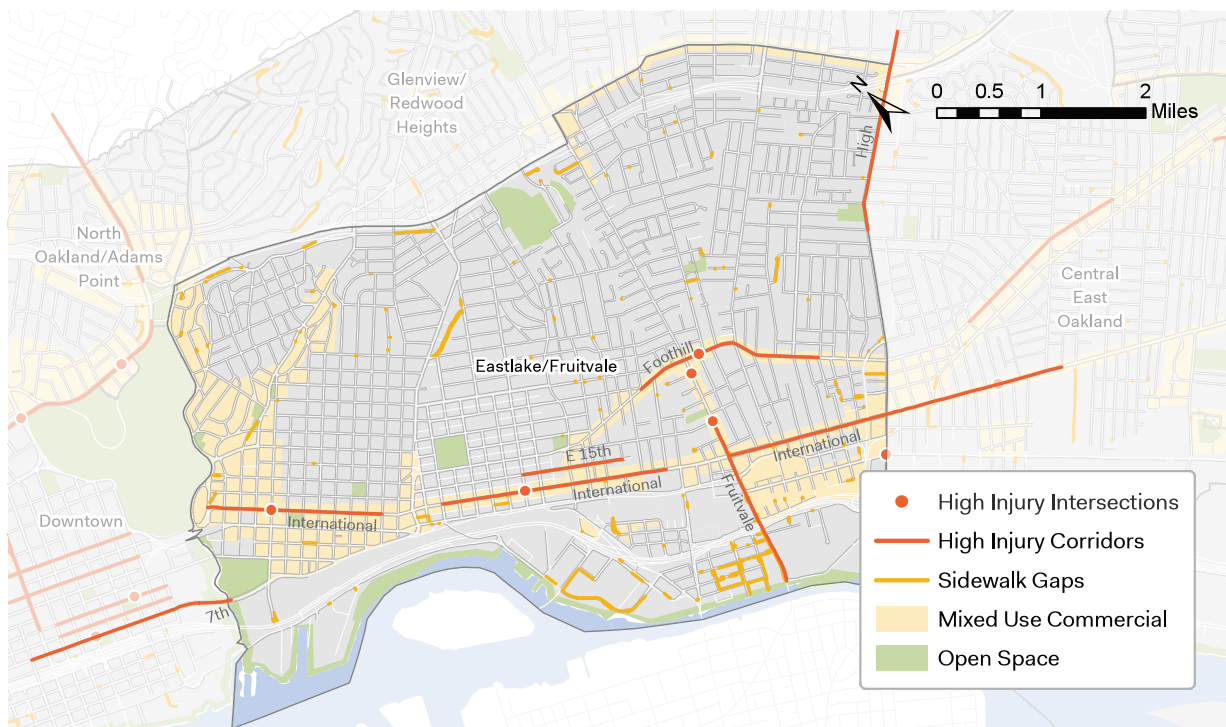 Glenview/
Redwood
Heights
N
0 0.5 1 2
Miles
High
North
Oakland/Adams
Point
Central
East
Oakland
Eastlake/Fruitvale
Foothill
E 15th
International
International
International
Fruitvale
Downtown
7th
High Injury Intersections
High Injury Corridors
Sidewalk Gaps
Mixed Use Commercial
Open Space